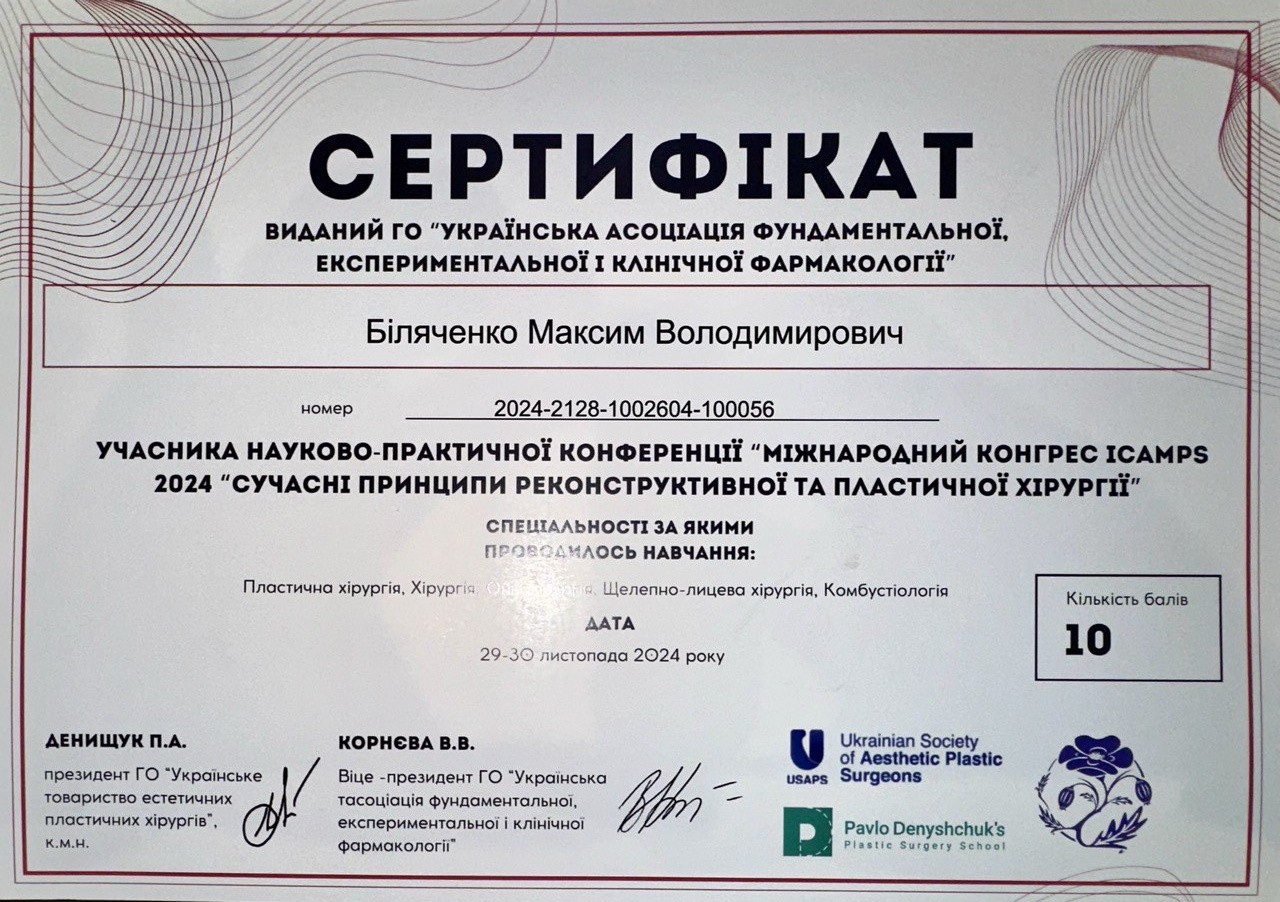 СЕРТИФІКАТ
ВИДАНИЙ ГО “УКРАЇНСЬКА АСОЦІАЦІЯ ФУНДАМЕНТАЛЬНОЇ,
ЕКСПЕРИМЕНТАЛЬНОЇ І КЛІНІЧНОЇ ФАРМАКОЛОГІЇ”
Біляченко Максим Володимирович
номер 2024-2128-1002604-100056
УЧАСНИКА НАУКОВО-ПРАКТИЧНОЇ КОНФЕРЕНЦІЇ “МІЖНАРОДНИЙ КОНГРЕС ICAMPS
2024 “СУЧАСНІ ПРИНЦИПИ РЕКОНСТРУКТИВНОЇ ТА ПЛАСТИЧНОЇ ХІРУРГІЇ”
СПЕЦІАЛЬНОСТІ ЗА ЯКИМИ
ПРОВОДИЛОСЬ НАВЧАННЯ:
Пластична хірургія, Хірургія, Щелепно-лицева хірургія, Комбустіологія
ДАТА
29-30 листопада 2024 року
Кількість балів
10
ДЕНИЩУК П.А.
президент ГО “Українське
товариство естетичних
пластичних хірургів”,
к.м.н.
КОРНЄВА В.В.
Віце -президент ГО “Українська
тасоціація фундаментальної,
експериментальної і клінічної
фармакології”
USAPS
Ukrainian Society
of Aesthetic Plastic
Surgeons
Pavlo Denyshchuk's
Plastic Surgery School